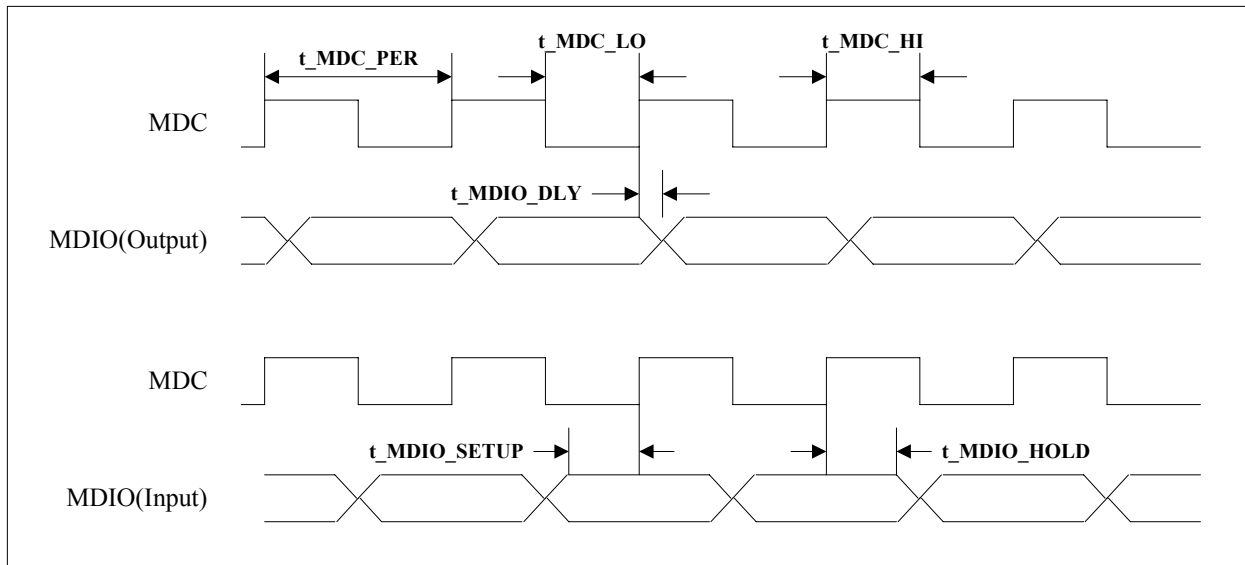 t_MDC_LO
t_MDC_HI
t_MDC_PER
MDC
t_MDIO_DLY
MDIO(Output)
MDC
t_MDIO_SETUP
t_MDIO_HOLD
MDIO(Input)